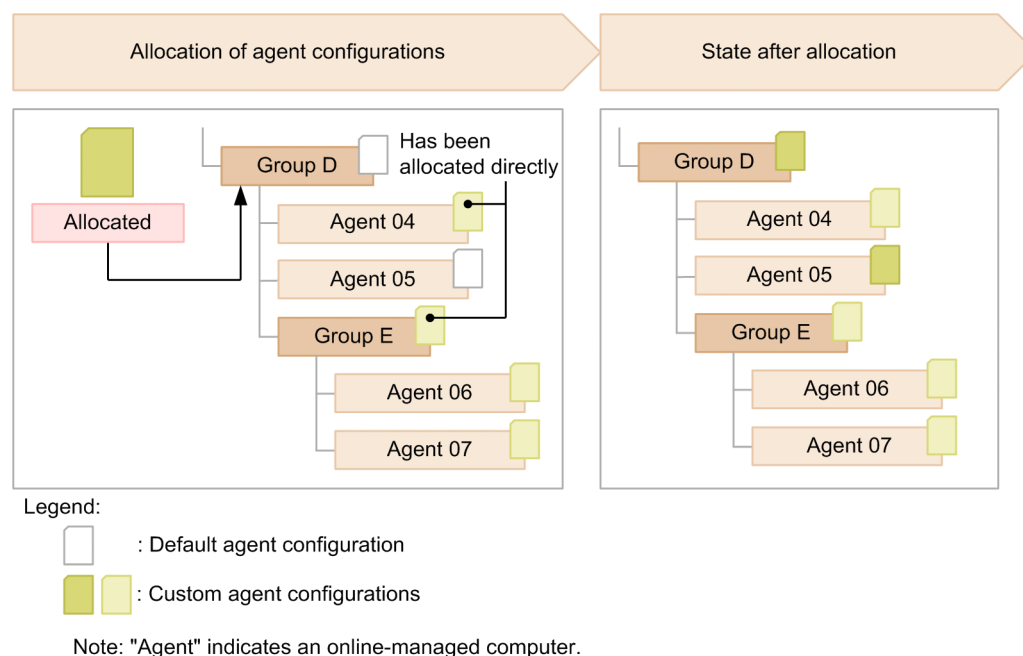 Allocation of agent configurations
State after allocation
Has been
allocated directly
Group D
Allocated
Agent 04
Agent 05
Group E
Agent 06
Agent 07
Group D
Agent 04
Agent 05
Group E
Agent 06
Agent 07
Legend:
: Default agent configuration
: Custom agent configurations
Note: "Agent" indicates an online-managed computer.